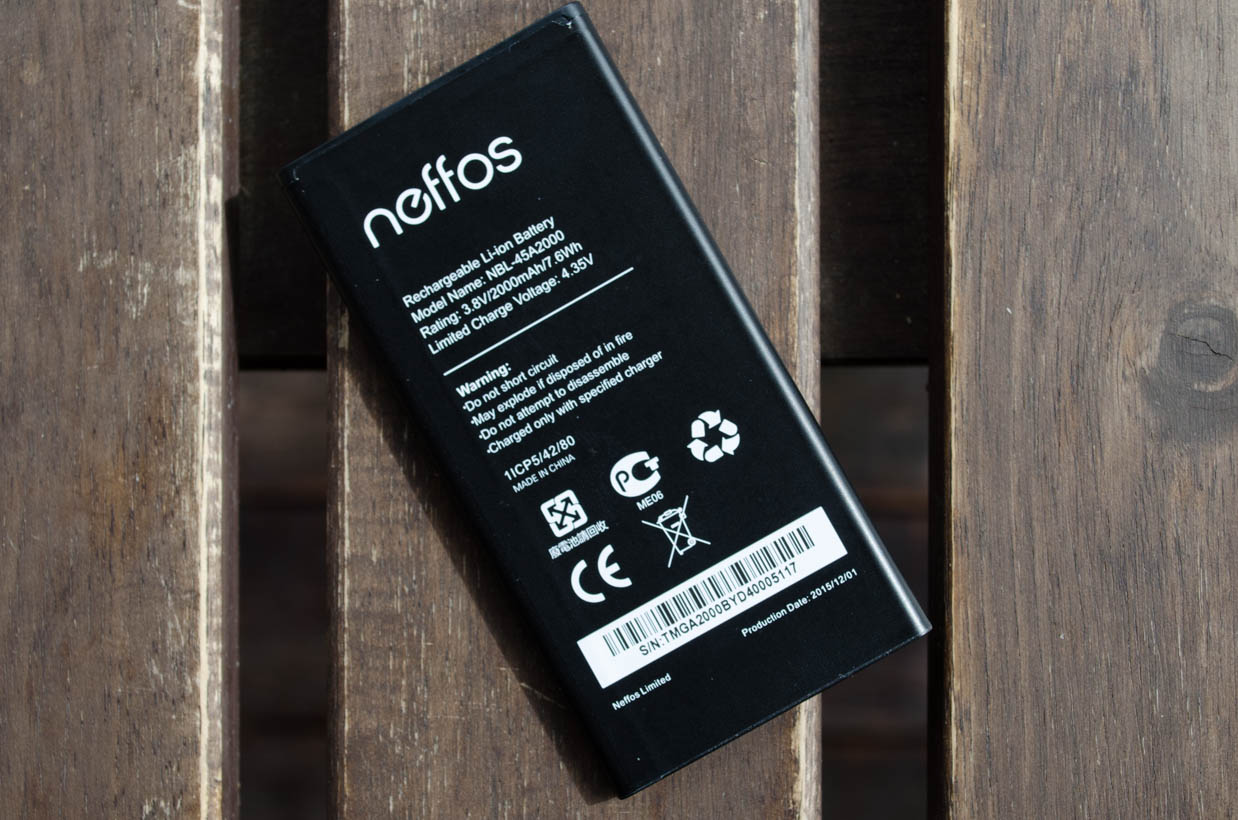 neffos
Rechargeable Li-ion Battery
Model Name: NBL-45A2000
Rating: 3.8V/2000mAh/7.6Wh
Limited Charge Voltage: 4.35V
Warning:
•Do not short circuit
•May explode if disposed of in fire
•Do not attempt to disassemble
•Charged only with specified charger
1ICP5/42/80
MADE IN CHINA
PCT
ME06
廢電池請回收
CE
S/N:TMGA2000BYD40005117
Neffos Limited
Production Date: 2015/12/01